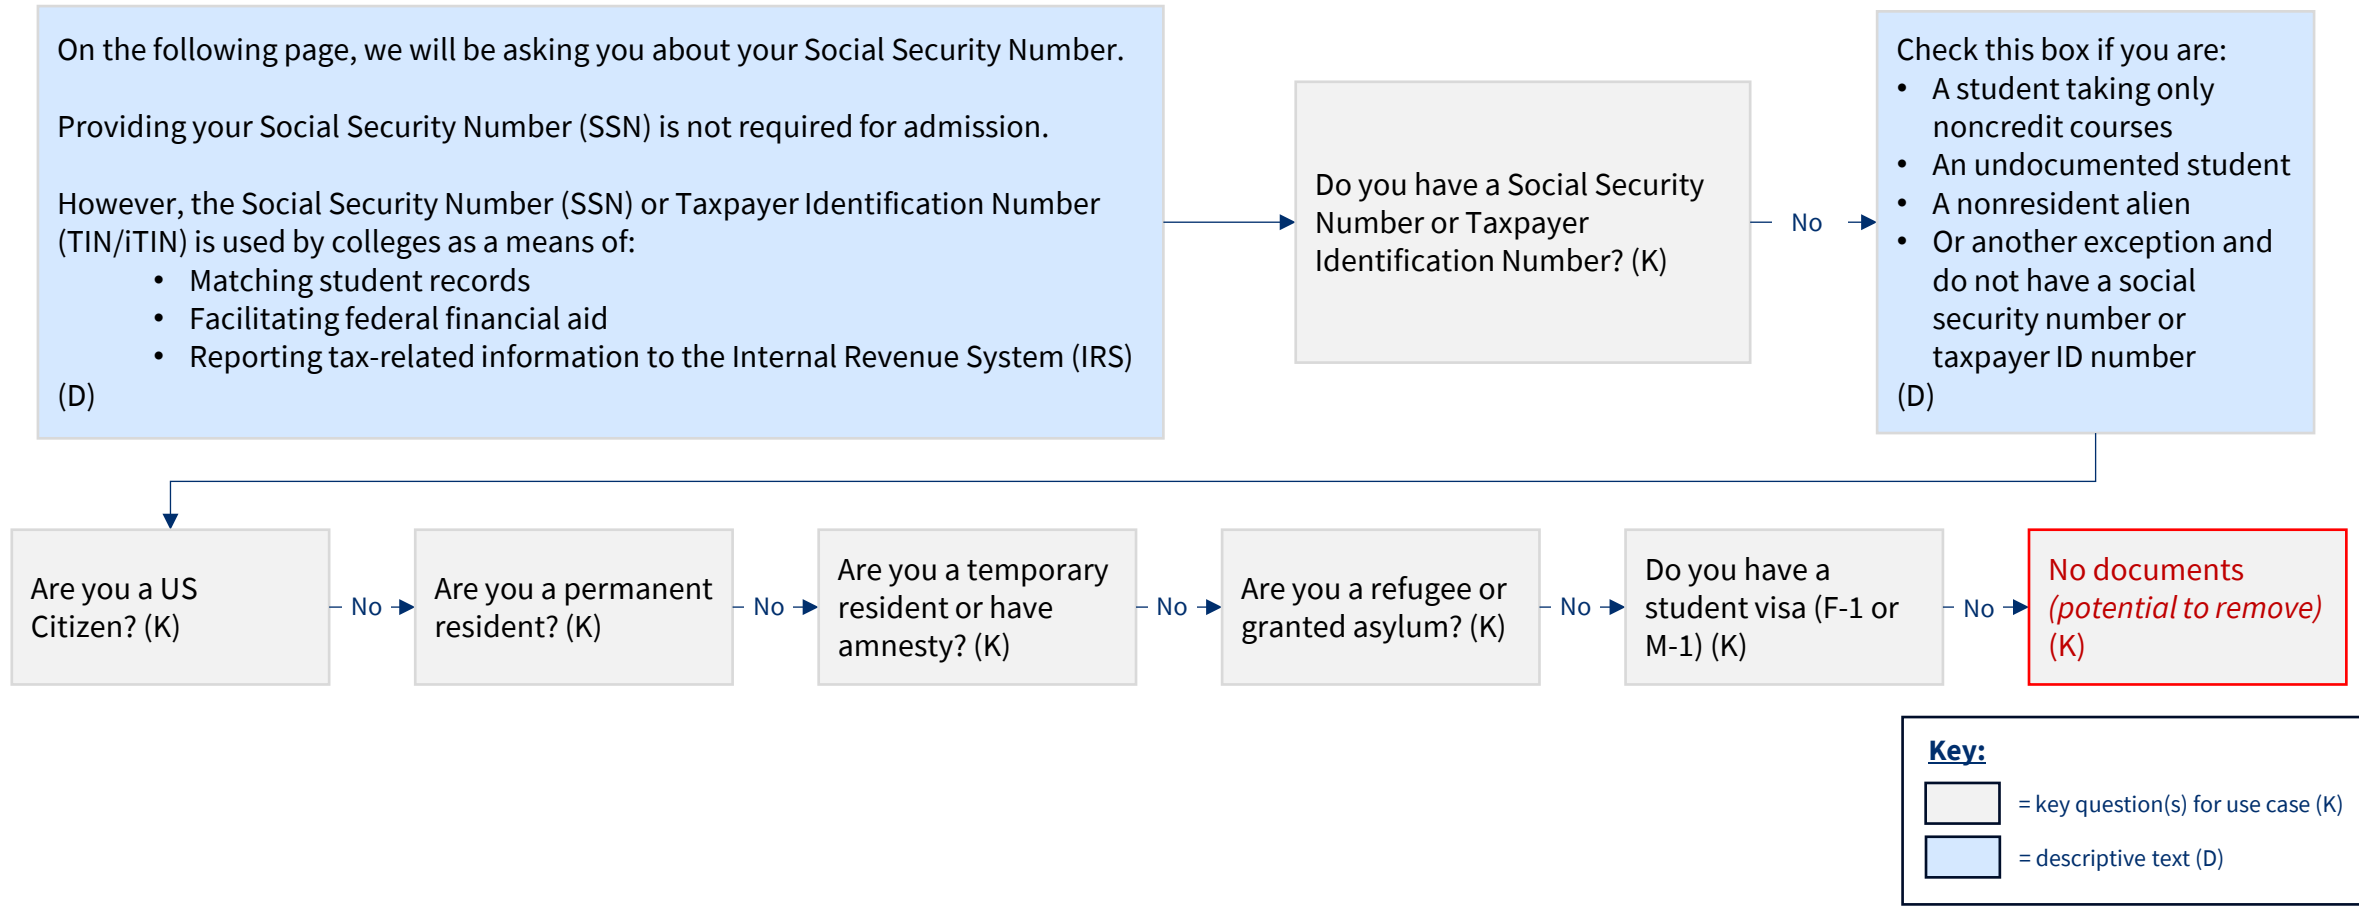 On the following page, we will be asking you about your Social Security Number.
Providing your Social Security Number (SSN) is not required for admission.
However, the Social Security Number (SSN) or Taxpayer Identification Number
(TIN/iTIN) is used by colleges as a means of:
• Matching student records
• Facilitating federal financial aid
• Reporting tax-related information to the Internal Revenue System (IRS)
(D)
Do you have a Social Security
Number or Taxpayer
Identification Number? (K)
No
Check this box if you are:
• A student taking only
noncredit courses
• An undocumented student
• A nonresident alien
• Or another exception and
do not have a social
security number or
taxpayer ID number
(D)
Are you a US
Citizen? (K)
No
Are you a permanent
resident? (K)
No
Are you a temporary
resident or have
amnesty? (K)
No
Are you a refugee or
granted asylum? (K)
No
Do you have a
student visa (F-1 or
M-1) (K)
No
No documents
(potential to remove)
(K)
Key:
= key question(s) for use case (K)
= descriptive text (D)